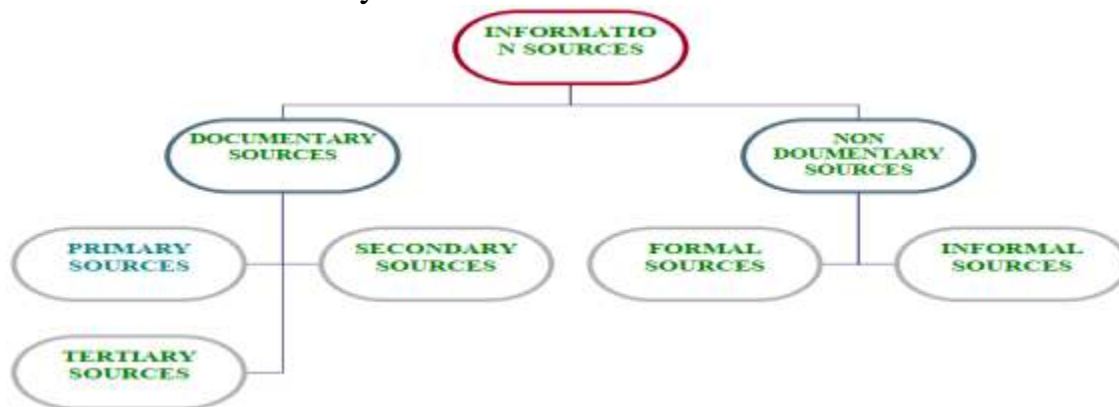 INFORMATIO
N SOURCES
DOCUMENTARY
SOURCES
NON
DOUMENTARY
SOURCES
PRIMARY
SOURCES
SECONDARY
SOURCES
FORMAL
SOURCES
INFORMAL
SOURCES
TERTIARY
SOURCES